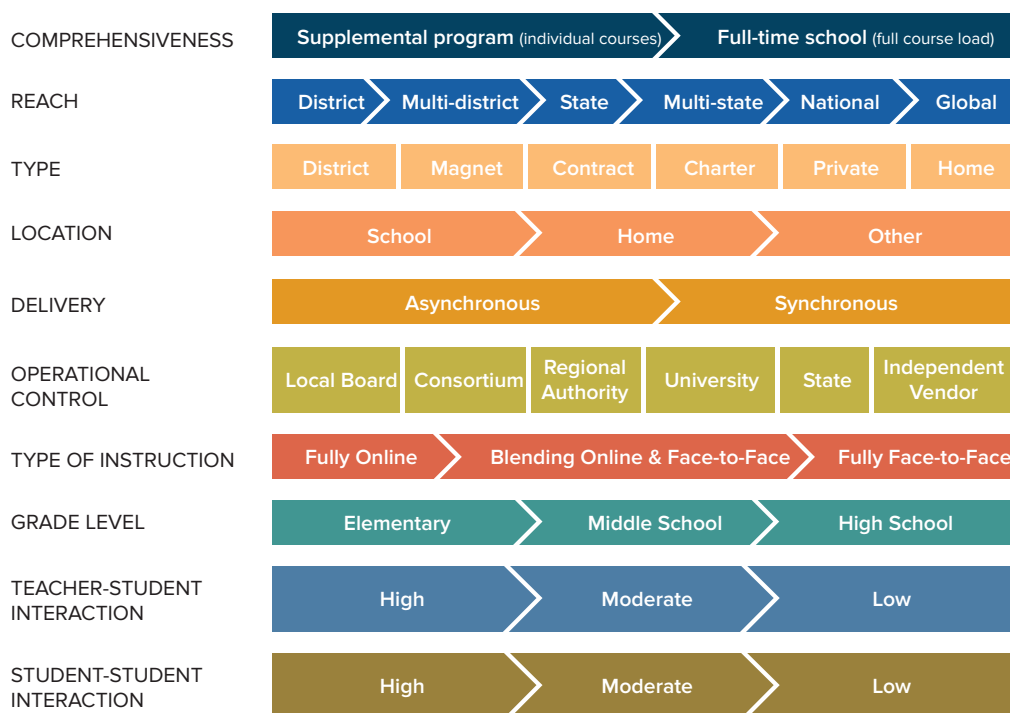 COMPREHENSIVENESS
Supplemental program (individual courses)
Full-time school (full course load)
REACH
District
Multi-district
State
Multi-state
National
Global
TYPE
District
Magnet
Contract
Charter
Private
Home
LOCATION
School
Home
Other
DELIVERY
Asynchronous
Synchronous
OPERATIONAL
CONTROL
Local Board
Consortium
Regional
Authority
University
State
Independent
Vendor
TYPE OF INSTRUCTION
Fully Online
Blending Online & Face-to-Face
Fully Face-to-Face
GRADE LEVEL
Elementary
Middle School
High School
TEACHER-STUDENT
INTERACTION
High
Moderate
Low
STUDENT-STUDENT
INTERACTION
High
Moderate
Low